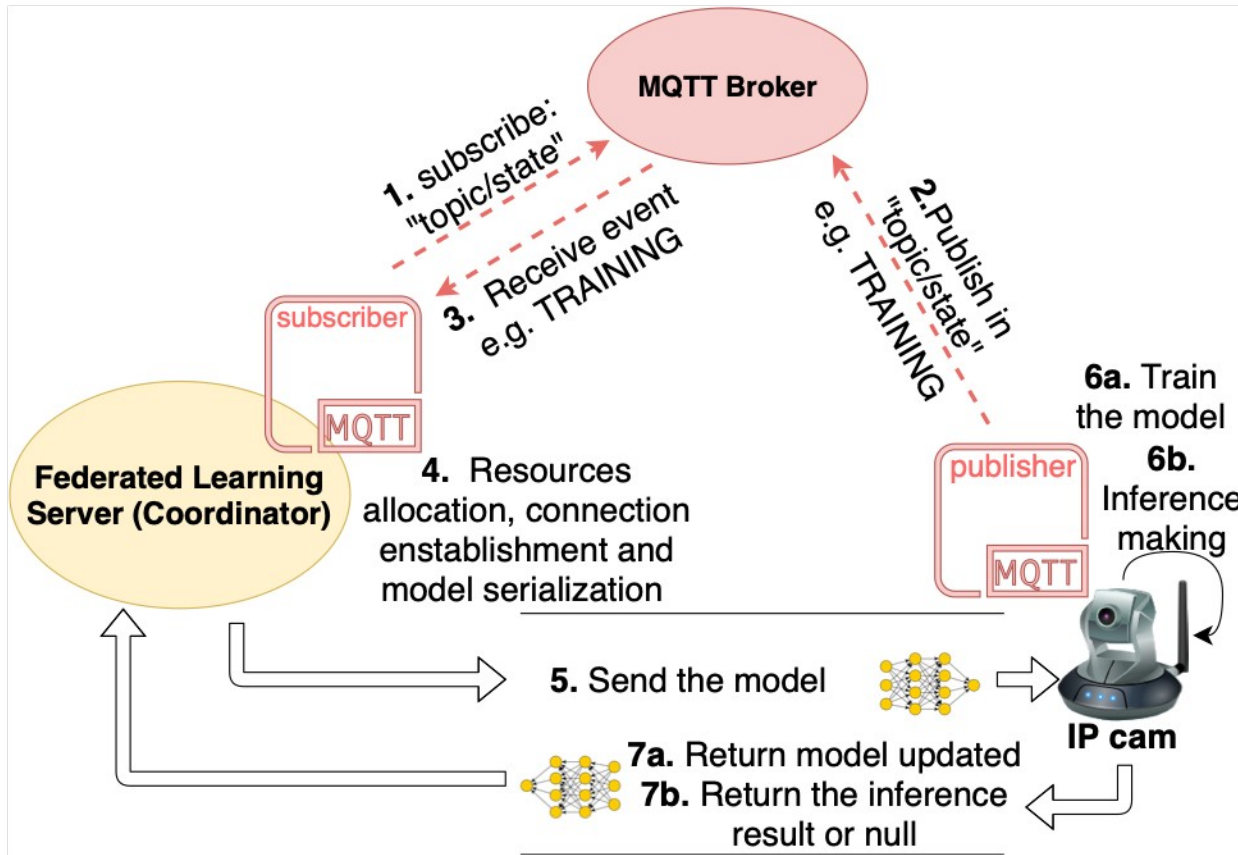 MQTT Broker
1. subscribe:
"topic/state"
3. Receive event
e.g. TRAINING
2.Publish in
"topic/state"
e.g. TRAINING
subscriber
MQTT
Federated Learning
Server (Coordinator)
4. Resources
allocation, connection
enstablishment and
model serialization
6a. Train
the model
6b.
Inference
making
publisher
MQTT
5. Send the model
IP cam
7a. Return model updated
7b. Return the inference
result or null